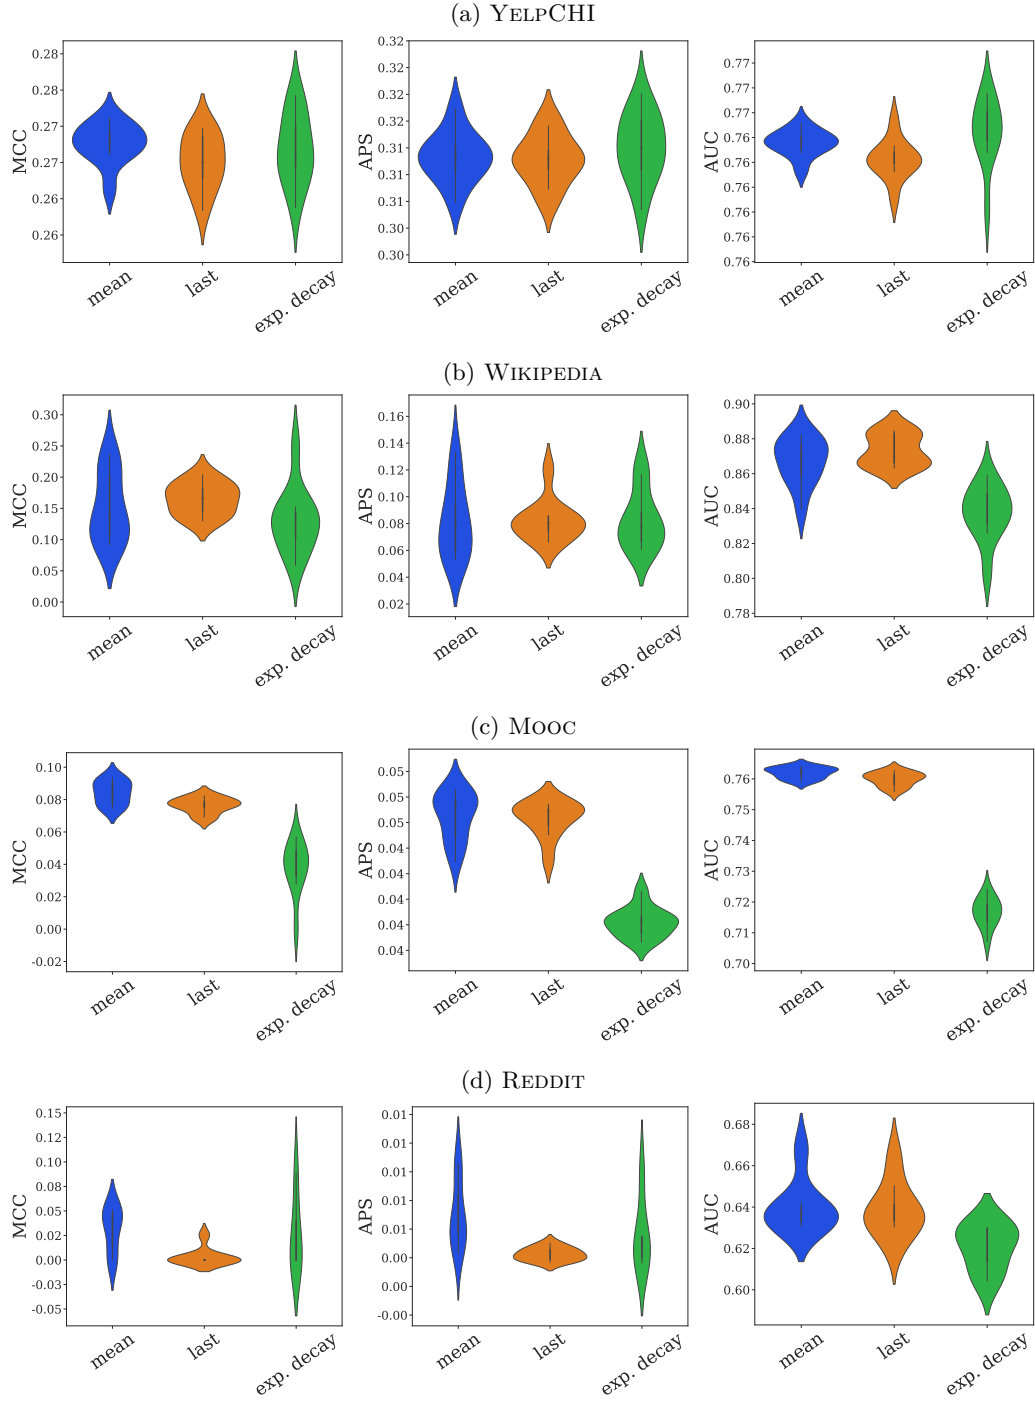 (a) YELPCHI
MCC
0.28
0.28
0.27
0.27
0.26
0.26
mean
last
exp. decay
APS
0.32
0.32
0.32
0.32
0.31
0.31
0.31
0.30
0.30
mean
last
exp. decay
AUC
0.77
0.77
0.77
0.76
0.76
0.76
0.76
0.76
0.76
mean
last
exp. decay
(b) WIKIPEDIA
MCC
0.30
0.25
0.20
0.15
0.10
0.05
0.00
mean
last
exp. decay
APS
0.16
0.14
0.12
0.10
0.08
0.06
0.04
0.02
mean
last
exp. decay
AUC
0.90
0.88
0.86
0.84
0.82
0.80
0.78
mean
last
exp. decay
(c) MOOC
MCC
0.10
0.08
0.06
0.04
0.02
0.00
-0.02
mean
last
exp. decay
APS
0.05
0.05
0.05
0.04
0.04
0.04
0.04
0.04
mean
last
exp. decay
AUC
0.76
0.75
0.74
0.73
0.72
0.71
0.70
mean
last
exp. decay
(d) REDDIT
MCC
0.15
0.12
0.10
0.08
0.05
0.02
0.00
-0.03
-0.05
mean
last
exp. decay
APS
0.01
0.01
0.01
0.01
0.01
0.00
0.00
-0.00
mean
last
exp. decay
AUC
0.68
0.66
0.64
0.62
0.60
mean
last
exp. decay